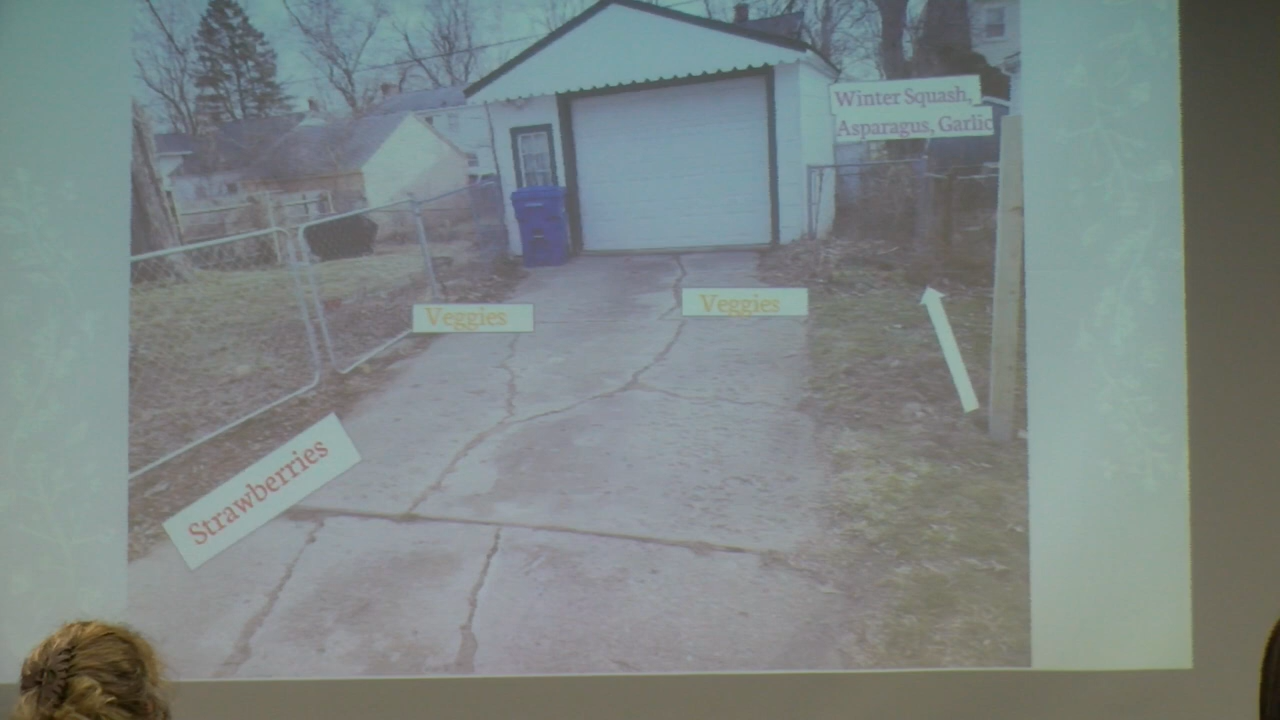 Winter Squash,
Asparagus, Garlic
Veggies
Veggies
Strawberries